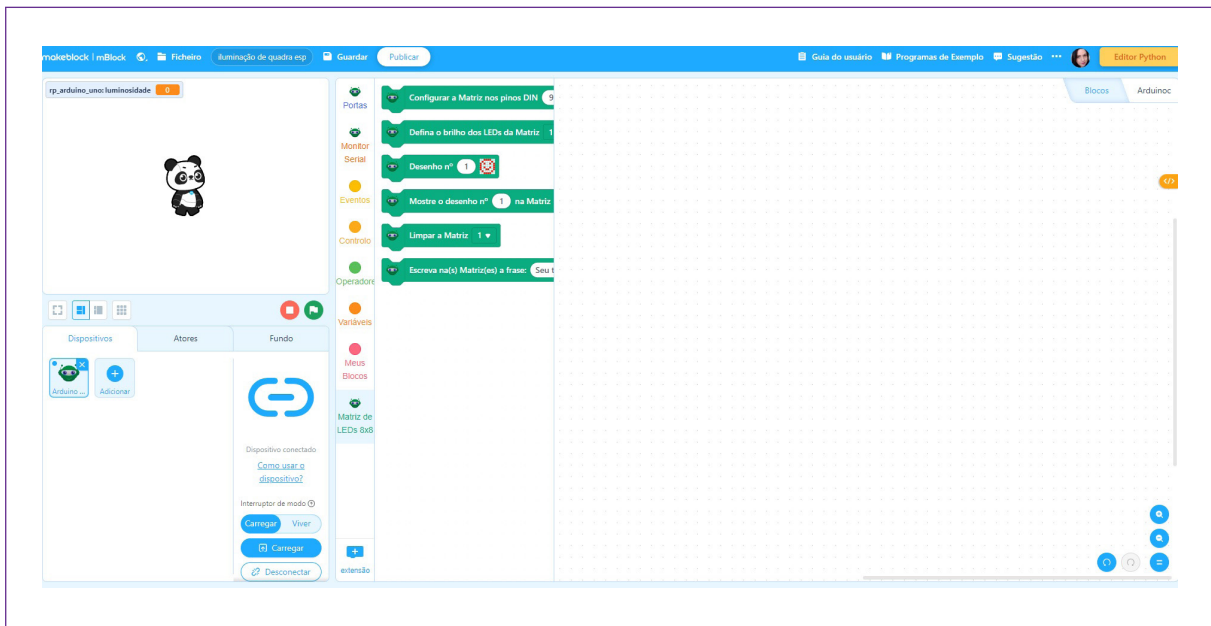 makeblock | mBlock
Ficheiro
iluminação de quadra esp
Guardar
Publicar
Guia do usuário
Programas de Exemplo
Sugestão
Editor Python
rp_arduino_uno: luminosidade 0
Portas
Monitor
Serial
Eventos
Controlo
Operadore
Variáveis
Meus
Blocos
Matriz de
LEDs 8x8
extensão
Configurar a Matriz nos pinos DIN 9
Defina o brilho dos LEDs da Matriz 1
Desenho nº 1
Mostre o desenho nº 1 na Matriz
Limpar a Matriz 1
Escreva na(s) Matriz(es) a frase: Seu t
Blocos
Arduinoc
</>
Dispositivos
Atores
Fundo
Arduino ...
Adicionar
Dispositivo conectado
Como usar o
dispositivo?
Interruptor de modo
Carregar
Viver
Carregar
Desconectar